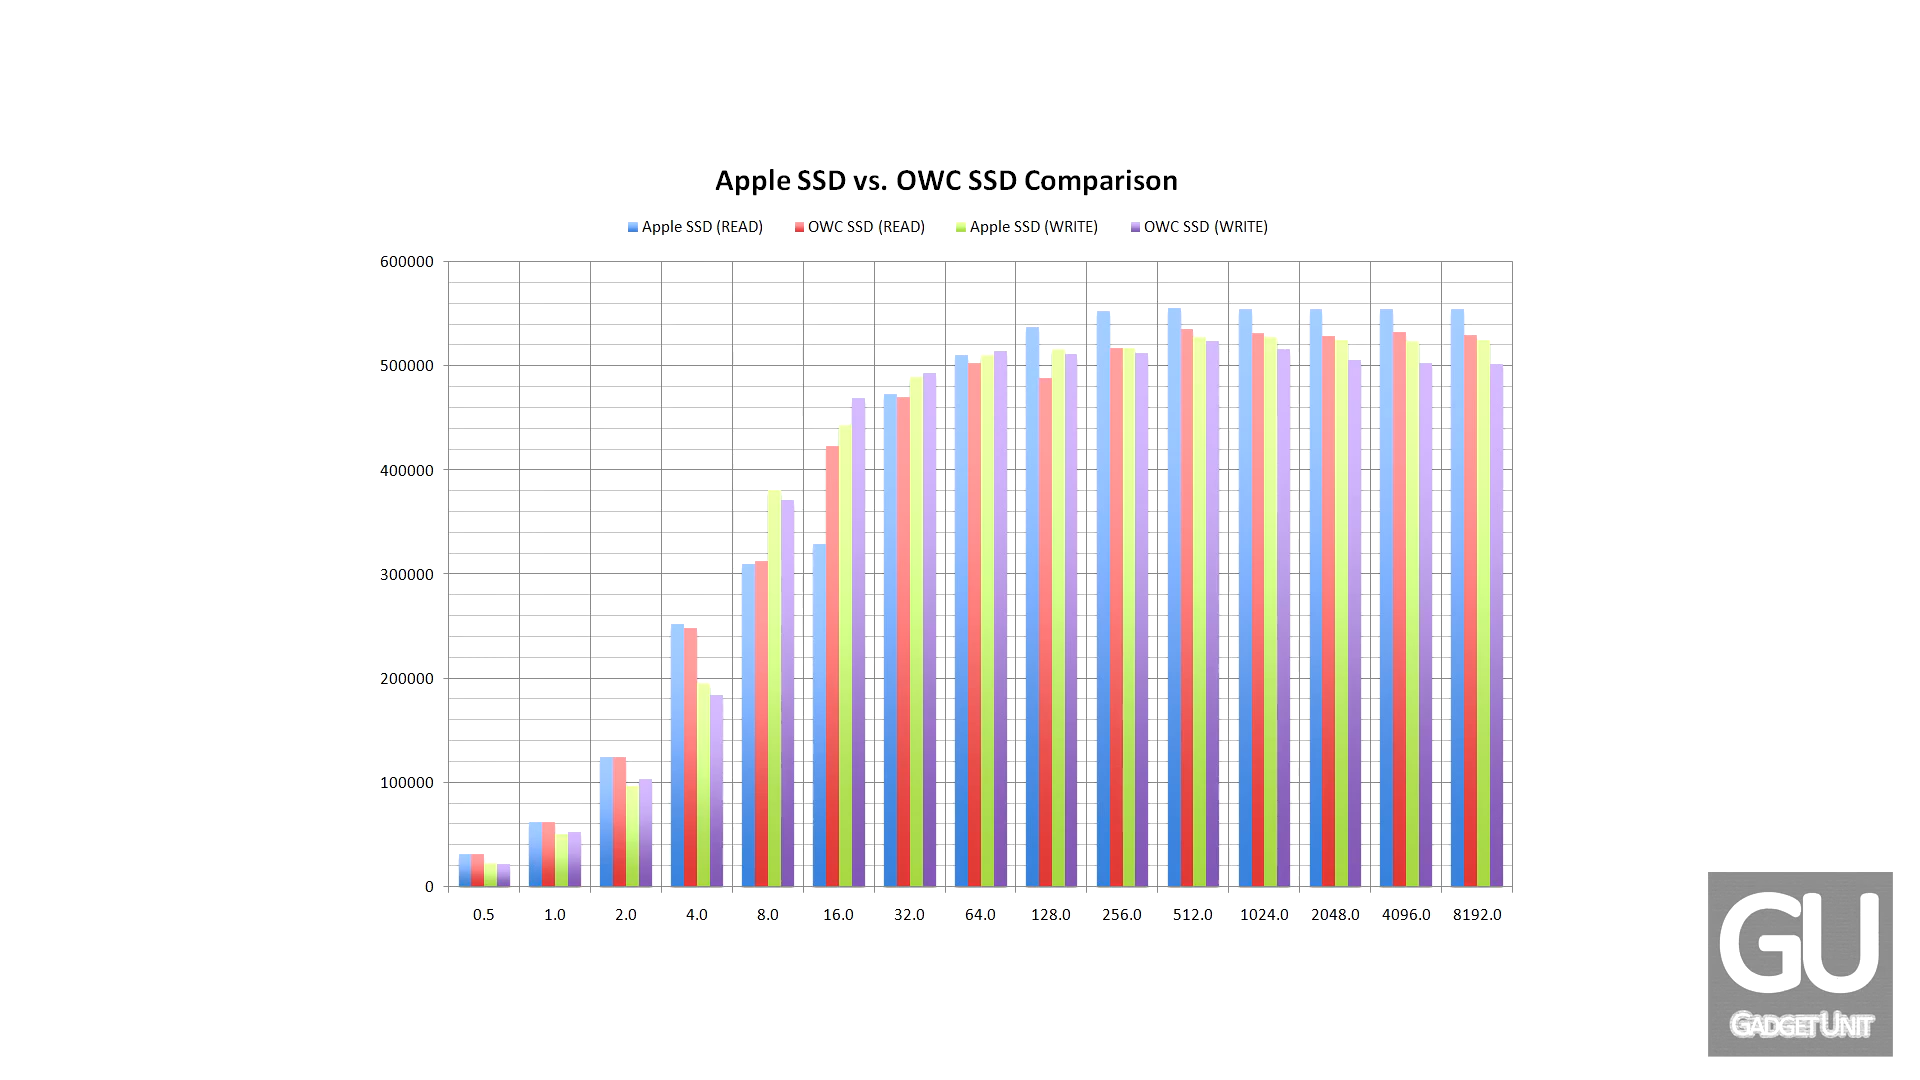 Apple SSD vs. OWC SSD Comparison
Apple SSD (READ) OWC SSD (READ) Apple SSD (WRITE) OWC SSD (WRITE)
600000
500000
400000
300000
200000
100000
0
0.5 1.0 2.0 4.0 8.0 16.0 32.0 64.0 128.0 256.0 512.0 1024.0 2048.0 4096.0 8192.0
GU
GADGETUNIT